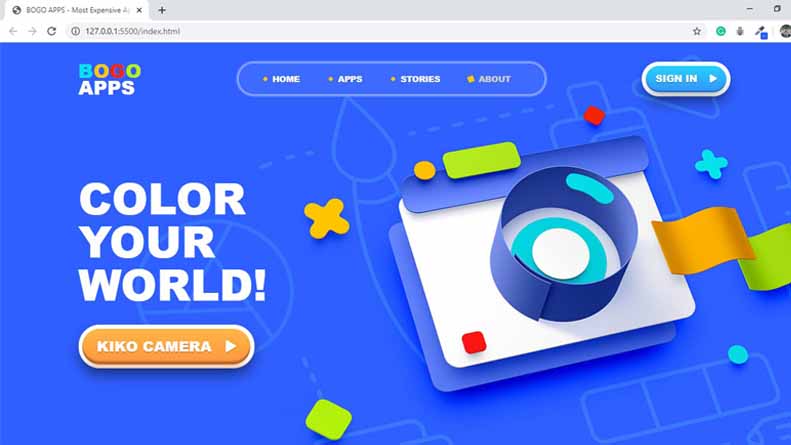 BOGO APPS - Most Expensive Ap
127.0.0.1:5500/index.html
BOGO
APPS
HOME
APPS
STORIES
ABOUT
SIGN IN
COLOR
YOUR
WORLD!
KIKO CAMERA